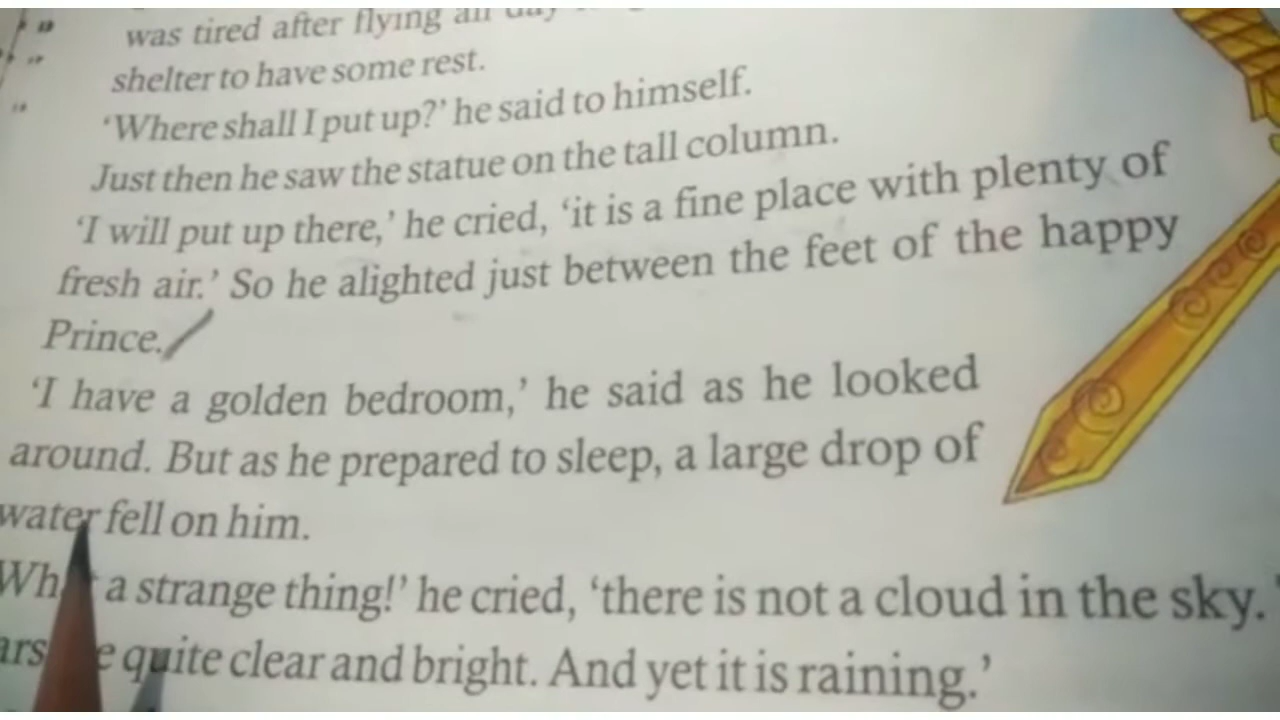 was tired after flying all day
shelter to have some rest.
‘Where shall I put up?’ he said to himself.
Just then he saw the statue on the tall column.
‘I will put up there,’ he cried, ‘it is a fine place with plenty of
fresh air.’ So he alighted just between the feet of the happy
Prince.
‘I have a golden bedroom,’ he said as he looked
around. But as he prepared to sleep, a large drop of
water fell on him.
a strange thing!’ he cried, ‘there is not a cloud in the sky.
quite clear and bright. And yet it is raining.’